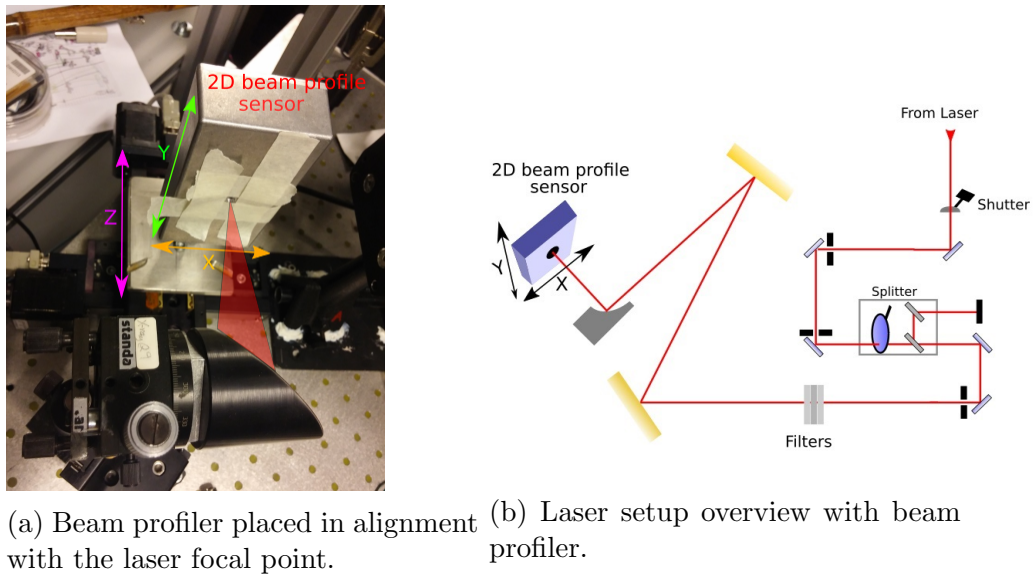 2D beam profile
sensor
Y
Z
X
standa
(a) Beam profiler placed in alignment
with the laser focal point.
From Laser
2D beam profile
sensor
Shutter
Y
X
Splitter
Filters
(b) Laser setup overview with beam
profiler.